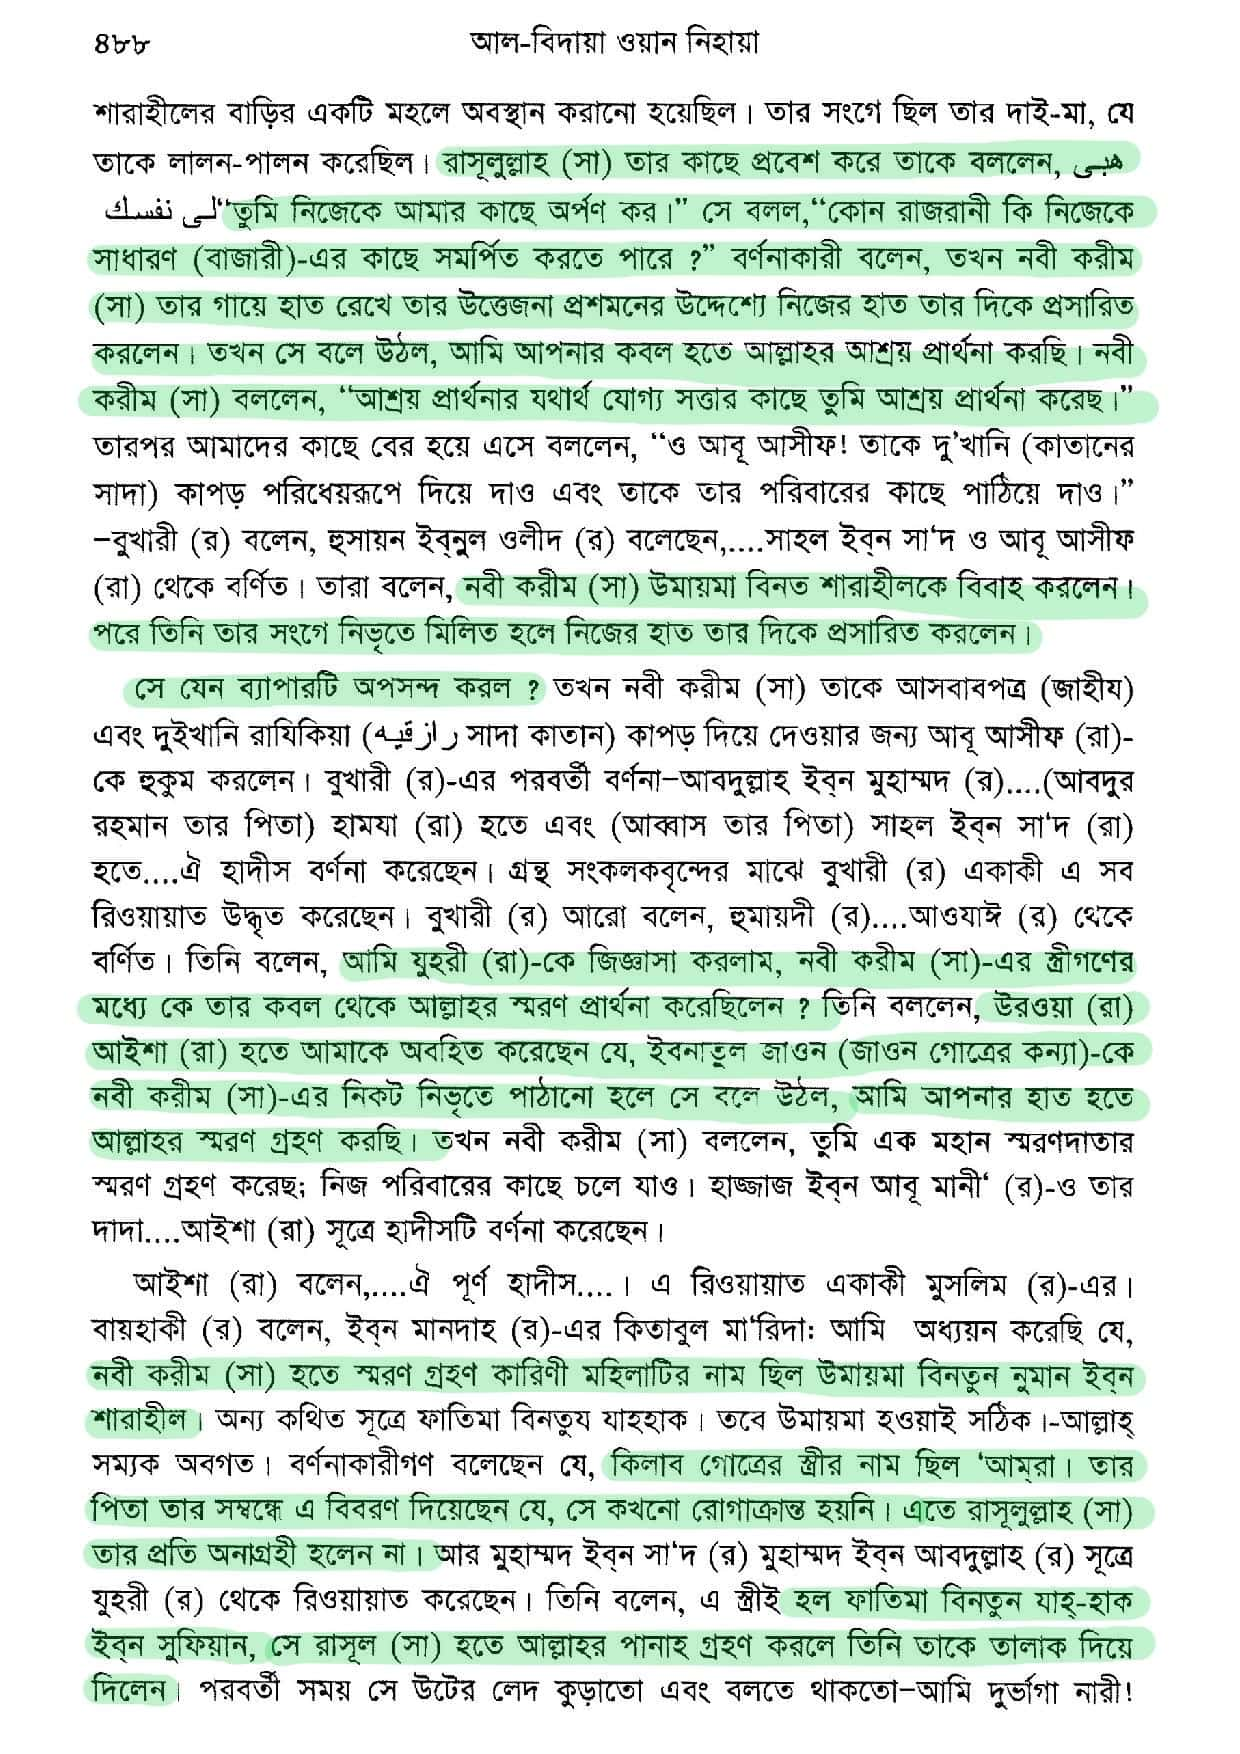 ৪৮৮ আল-বিদায়া ওয়ান নিহায়া
শারাহীলের বাড়ির একটি মহলে অবস্থান করানো হয়েছিল। তার সংগে ছিল তার দাই-মা, যে
তাকে লালন-পালন করেছিল। রাসূলুল্লাহ (সা) তার কাছে প্রবেশ করে তাকে বললেন, هبى
لى نفسك “তুমি নিজেকে আমার কাছে অর্পণ কর।” সে বলল, “কোন রাজরানী কি নিজেকে
সাধারণ (বাজারী)-এর কাছে সমর্পিত করতে পারে ?” বর্ণনাকারী বলেন, তখন নবী করীম
(সা) তার গায়ে হাত রেখে তার উত্তেজনা প্রশমনের উদ্দেশ্যে নিজের হাত তার দিকে প্রসারিত
করলেন। তখন সে বলে উঠল, আমি আপনার কবল হতে আল্লাহর আশ্রয় প্রার্থনা করছি। নবী
করীম (সা) বললেন, “আশ্রয় প্রার্থনার যথার্থ যোগ্য সত্তার কাছে তুমি আশ্রয় প্রার্থনা করেছ।”
তারপর আমাদের কাছে বের হয়ে এসে বললেন, “ও আবূ আসীফ! তাকে দু’খানি (কাতানের
সাদা) কাপড় পরিধেয়রূপে দিয়ে দাও এবং তাকে তার পরিবারের কাছে পাঠিয়ে দাও।”
–বুখারী (র) বলেন, হুসায়ন ইব্‌নুল ওলীদ (র) বলেছেন,....সাহল ইব্‌ন সা‘দ ও আবূ আসীফ
(রা) থেকে বর্ণিত। তারা বলেন, নবী করীম (সা) উমায়মা বিনত শারাহীলকে বিবাহ করলেন।
পরে তিনি তার সংগে নিভৃতে মিলিত হলে নিজের হাত তার দিকে প্রসারিত করলেন।
সে যেন ব্যাপারটি অপসন্দ করল ? তখন নবী করীম (সা) তাকে আসবাবপত্র (জাহীয)
এবং দুইখানি রাযিকিয়া (رازقيه সাদা কাতান) কাপড় দিয়ে দেওয়ার জন্য আবূ আসীফ (রা)-
কে হুকুম করলেন। বুখারী (র)-এর পরবর্তী বর্ণনা–আবদুল্লাহ ইব্‌ন মুহাম্মদ (র)....(আবদুর
রহমান তার পিতা) হামযা (রা) হতে এবং (আব্বাস তার পিতা) সাহল ইব্‌ন সা‘দ (রা)
হতে....ঐ হাদীস বর্ণনা করেছেন। গ্রন্থ সংকলকবৃন্দের মাঝে বুখারী (র) একাকী এ সব
রিওয়ায়াত উদ্ধৃত করেছেন। বুখারী (র) আরো বলেন, হুমায়দী (র)....আওযাঈ (র) থেকে
বর্ণিত। তিনি বলেন, আমি যুহরী (রা)-কে জিজ্ঞাসা করলাম, নবী করীম (সা)-এর স্ত্রীগণের
মধ্যে কে তার কবল থেকে আল্লাহর স্মরণ প্রার্থনা করেছিলেন ? তিনি বললেন, উরওয়া (রা)
আইশা (রা) হতে আমাকে অবহিত করেছেন যে, ইবনাতুল জাওন (জাওন গোত্রের কন্যা)-কে
নবী করীম (সা)-এর নিকট নিভৃতে পাঠানো হলে সে বলে উঠল, আমি আপনার হাত হতে
আল্লাহর স্মরণ গ্রহণ করছি। তখন নবী করীম (সা) বললেন, তুমি এক মহান স্মরণদাতার
স্মরণ গ্রহণ করেছ; নিজ পরিবারের কাছে চলে যাও। হাজ্জাজ ইব্‌ন আবূ মানী‘ (র)-ও তার
দাদা....আইশা (রা) সূত্রে হাদীসটি বর্ণনা করেছেন।
আইশা (রা) বলেন,....ঐ পূর্ণ হাদীস....। এ রিওয়ায়াত একাকী মুসলিম (র)-এর।
বায়হাকী (র) বলেন, ইব্‌ন মানদাহ (র)-এর কিতাবুল মা‘রিদা: আমি অধ্যয়ন করেছি যে,
নবী করীম (সা) হতে স্মরণ গ্রহণ কারিণী মহিলাটির নাম ছিল উমায়মা বিনতুন নুমান ইব্‌ন
শারাহীল। অন্য কথিত সূত্রে ফাতিমা বিনতুয যাহহাক। তবে উমায়মা হওয়াই সঠিক।-আল্লাহ্
সম্যক অবগত। বর্ণনাকারীগণ বলেছেন যে, কিলাব গোত্রের স্ত্রীর নাম ছিল ‘আম্‌রা। তার
পিতা তার সম্বন্ধে এ বিবরণ দিয়েছেন যে, সে কখনো রোগাক্রান্ত হয়নি। এতে রাসূলুল্লাহ (সা)
তার প্রতি অনাগ্রহী হলেন না। আর মুহাম্মদ ইব্‌ন সা‘দ (র) মুহাম্মদ ইব্‌ন আবদুল্লাহ (র) সূত্রে
যুহরী (র) থেকে রিওয়ায়াত করেছেন। তিনি বলেন, এ স্ত্রীই হল ফাতিমা বিনতুন যাহ্‌-হাক
ইব্‌ন সুফিয়ান, সে রাসূল (সা) হতে আল্লাহর পানাহ গ্রহণ করলে তিনি তাকে তালাক দিয়ে
দিলেন। পরবর্তী সময় সে উটের লেদ কুড়াতো এবং বলতে থাকতো–আমি দুর্ভাগা নারী!